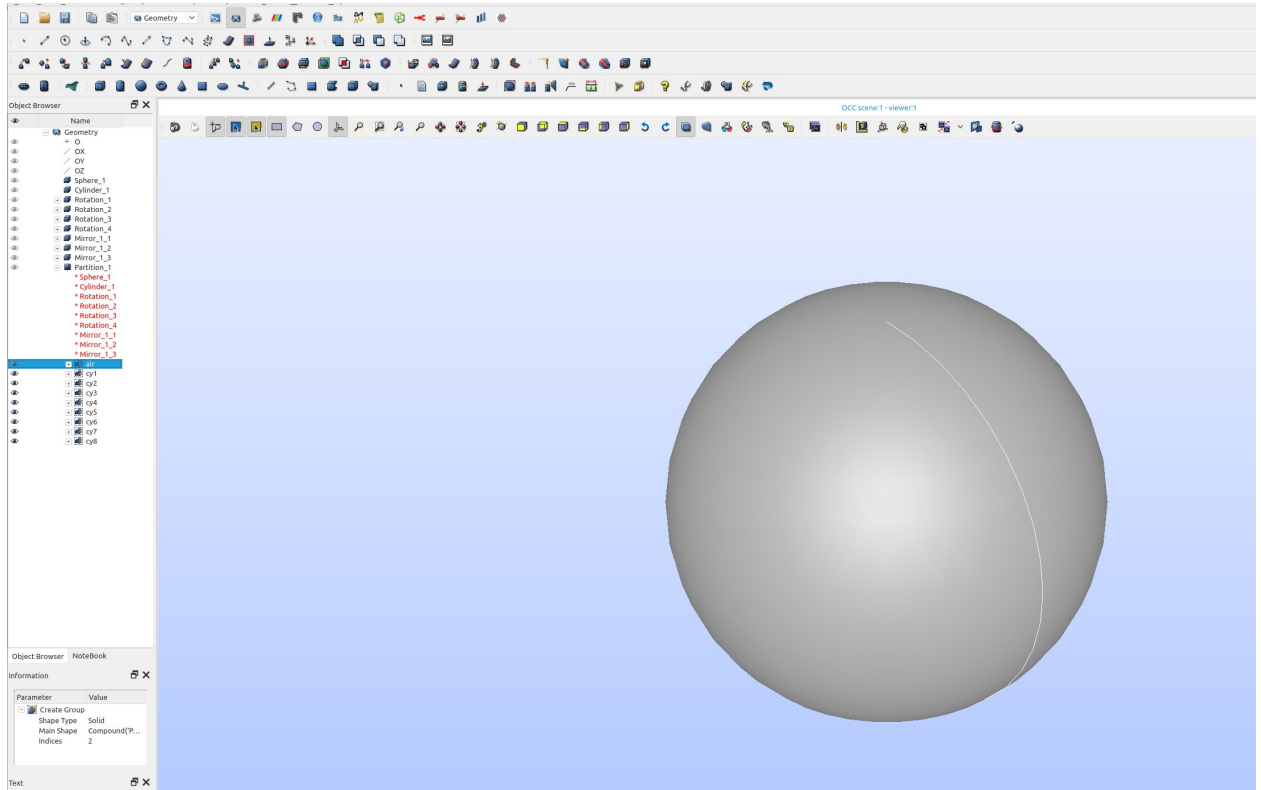 Geometry
Object Browser
OCC scene:1 - viewer:1
Name
Geometry
O
OX
OY
OZ
Sphere_1
Cylinder_1
Rotation_1
Rotation_2
Rotation_3
Rotation_4
Mirror_1_1
Mirror_1_2
Mirror_1_3
Partition_1
* Sphere_1
* Cylinder_1
* Rotation_1
* Rotation_2
* Rotation_3
* Rotation_4
* Mirror_1_1
* Mirror_1_2
* Mirror_1_3
air
cy1
cy2
cy3
cy4
cy5
cy6
cy7
cy8
Object Browser NoteBook
Information
Parameter Value
Create Group
Shape Type Solid
Main Shape Compound('P...
Indices 2
Text